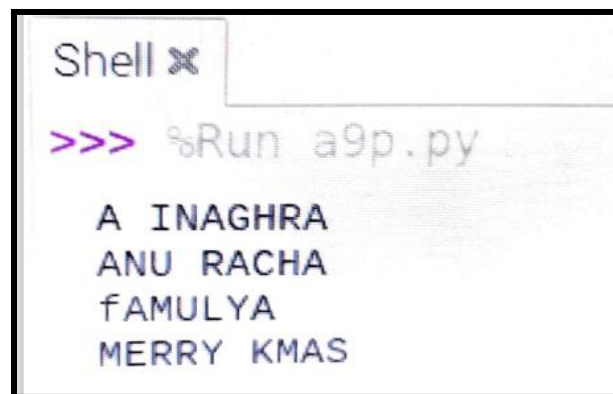 Shell ×
>>> %Run a9p.py
A INAGHRA
ANU RACHA
fAMULYA
MERRY KMAS